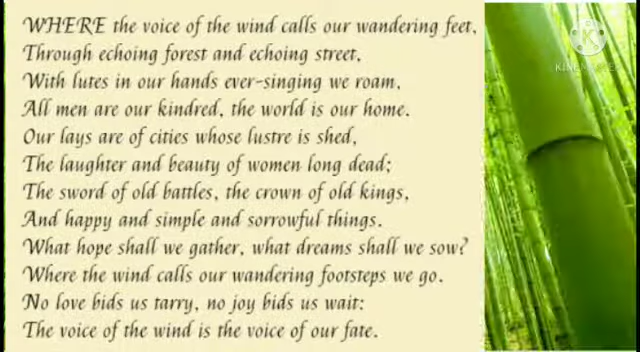 WHERE the voice of the wind calls our wandering feet,
Through echoing forest and echoing street,
With lutes in our hands ever-singing we roam,
All men are our kindred, the world is our home.
Our lays are of cities whose lustre is shed,
The laughter and beauty of women long dead;
The sword of old battles, the crown of old kings,
And happy and simple and sorrowful things.
What hope shall we gather, what dreams shall we sow?
Where the wind calls our wandering footsteps we go.
No love bids us tarry, no joy bids us wait:
The voice of the wind is the voice of our fate.